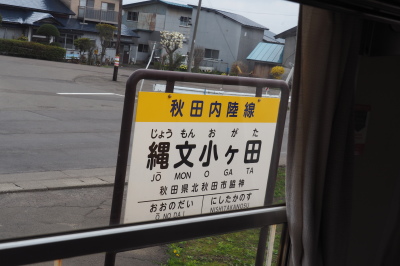 秋田内陸線
じょう もん お が た
縄文小ヶ田
JŌ MON O GA TA
秋田県北秋田市脇神
おおのだい にしたかのす
ŌNODAI NISHITAKANOSU